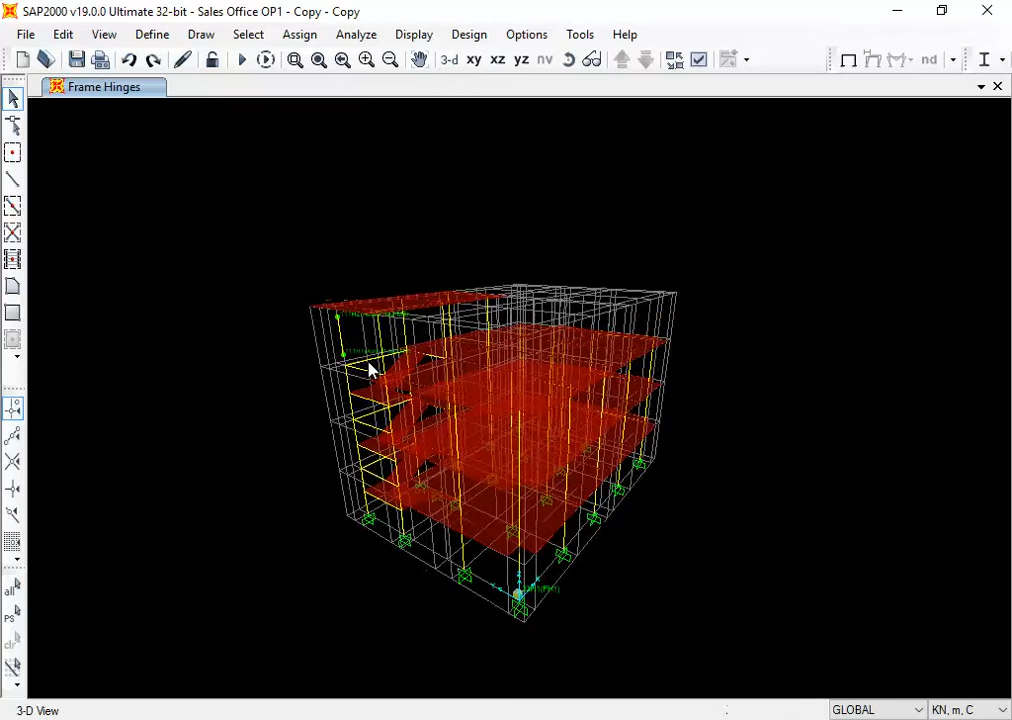 SAP2000 v19.0.0 Ultimate 32-bit - Sales Office OP1 - Copy - Copy
File Edit View Define Draw Select Assign Analyze Display Design Options Tools Help
3-d xy xz yz nv nd
Frame Hinges
all
PS
clr
3-D View GLOBAL KN, m, C